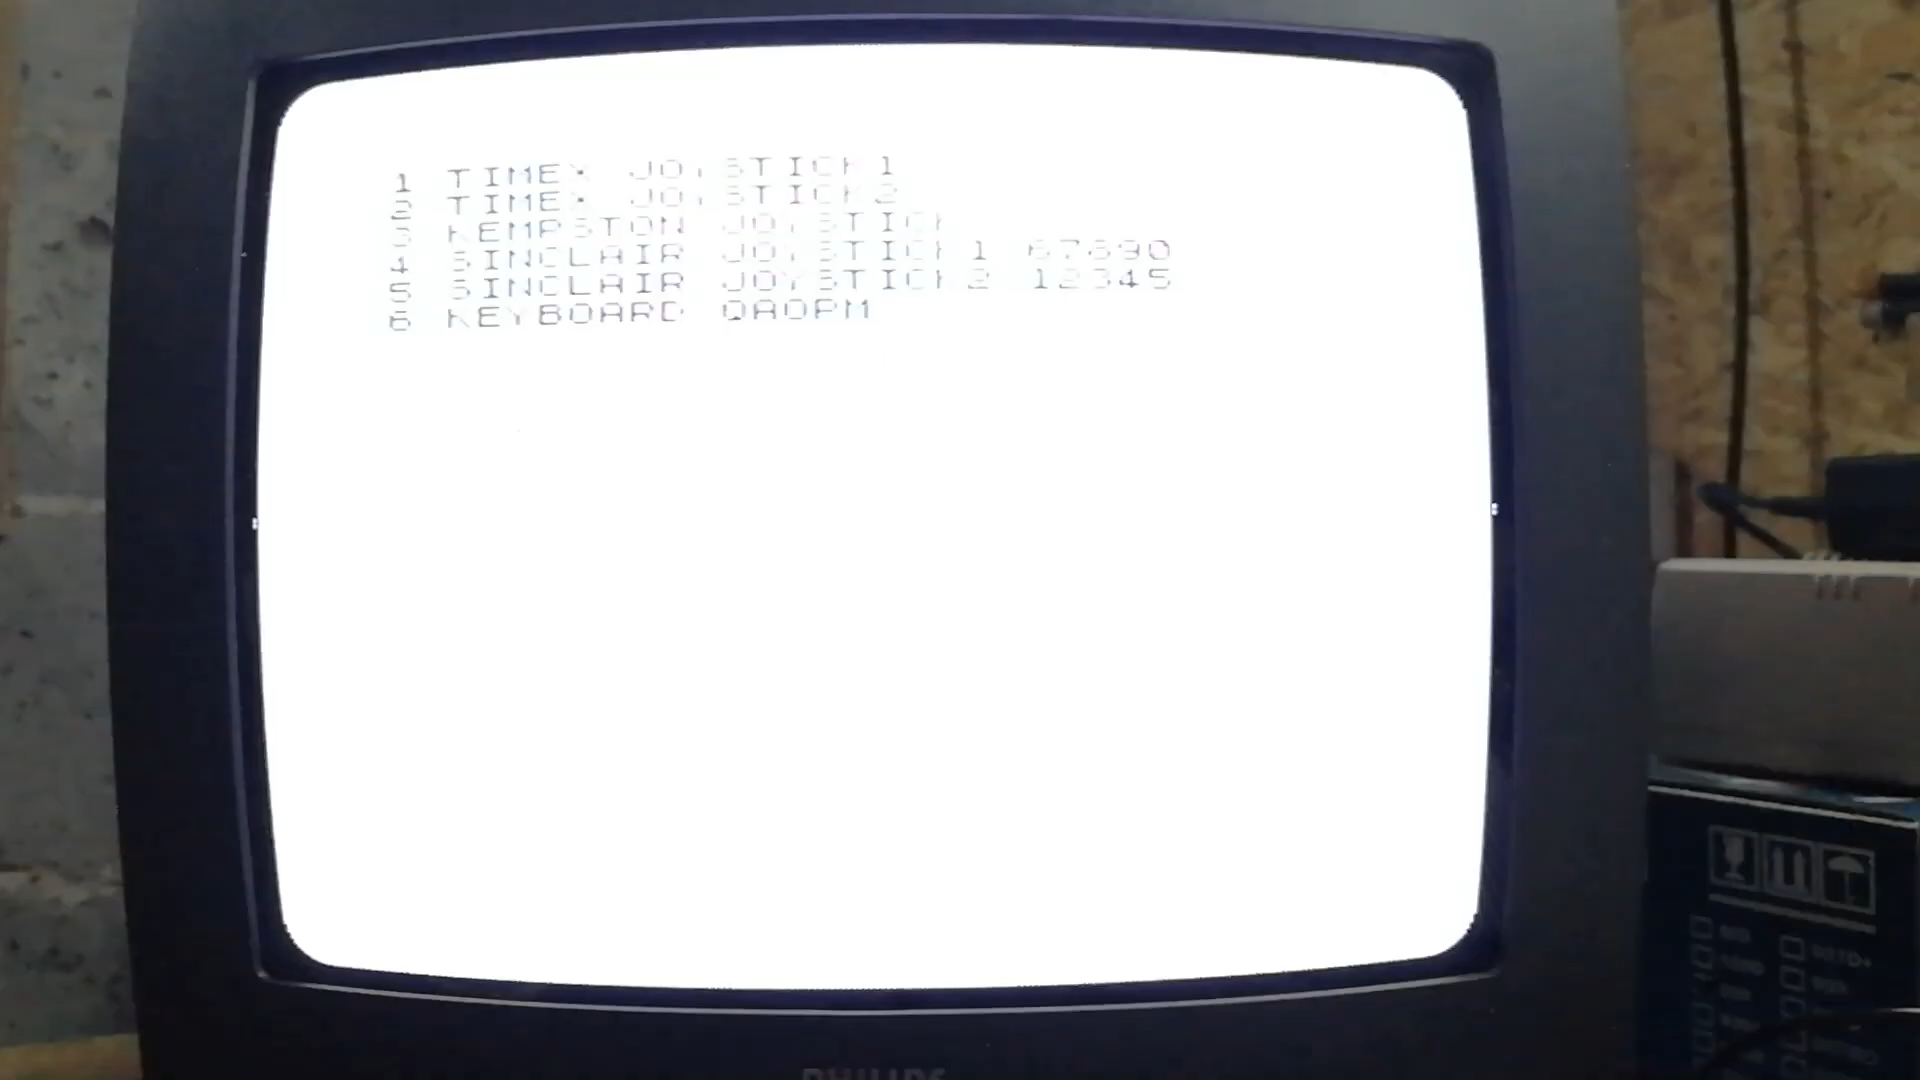 1 TIMEX JOYSTICK1
2 TIMEX JOYSTICK2
3 KEMPSTON JOYSTICK
4 SINCLAIR JOYSTICK1 67890
5 SINCLAIR JOYSTICK2 12345
6 KEYBOARD QAOPM
PHILIPS